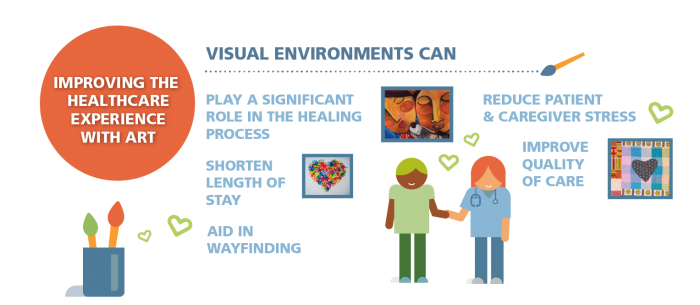 IMPROVING THE
HEALTHCARE
EXPERIENCE
WITH ART
VISUAL ENVIRONMENTS CAN
PLAY A SIGNIFICANT
ROLE IN THE HEALING
PROCESS
SHORTEN
LENGTH OF
STAY
AID IN
WAYFINDING
REDUCE PATIENT
& CAREGIVER STRESS
IMPROVE
QUALITY
OF CARE